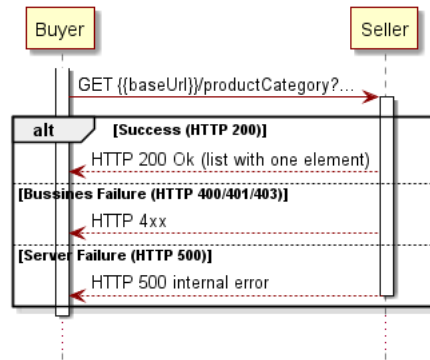 Buyer
Seller
GET {{baseUrl}}/productCategory?...
alt
[Success (HTTP 200)]
HTTP 200 Ok (list with one element)
[Bussines Failure (HTTP 400/401/403)]
HTTP 4xx
[Server Failure (HTTP 500)]
HTTP 500 internal error